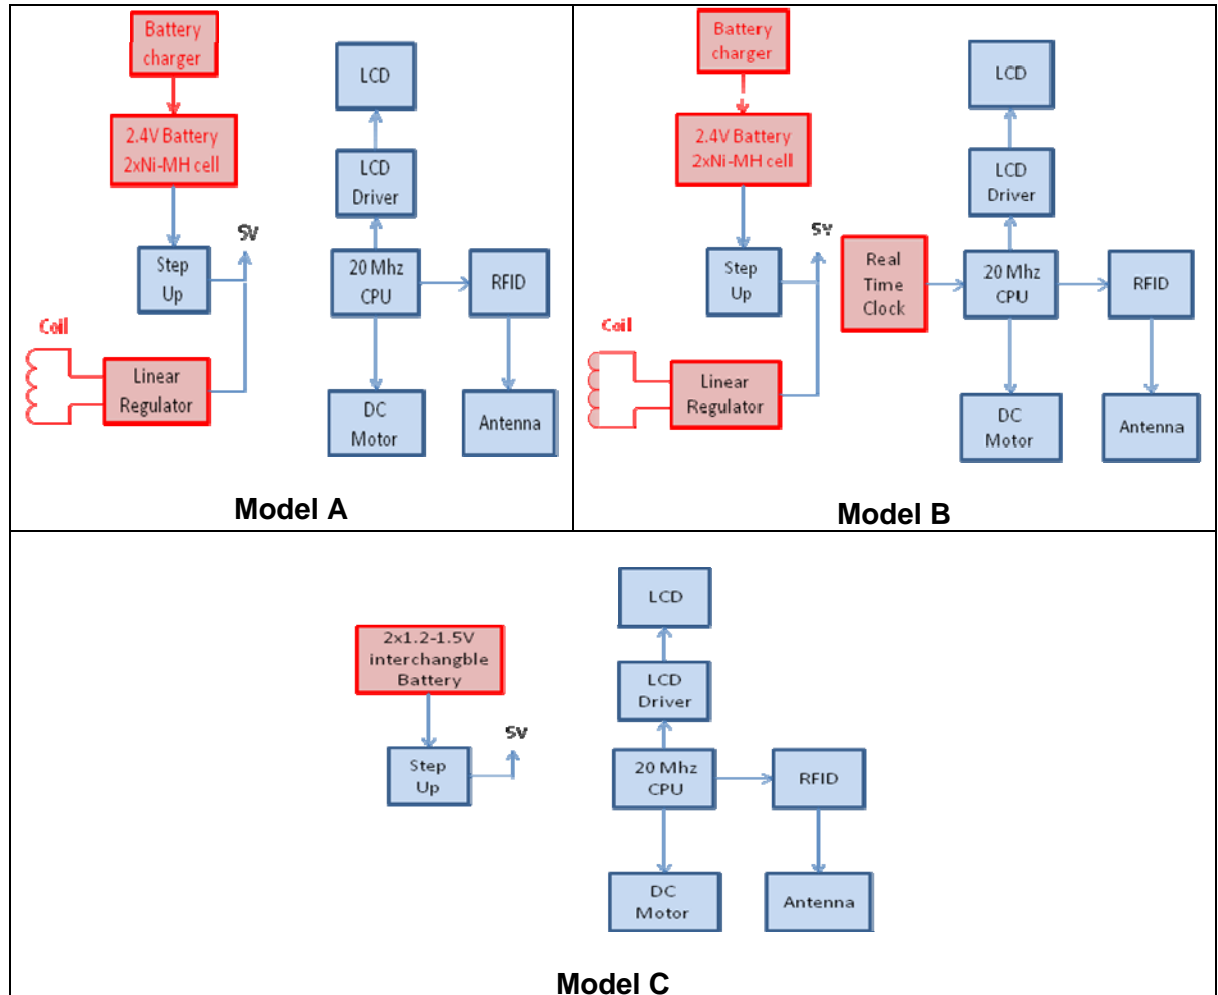 Battery
charger
2.4V Battery
2xNi-MH cell
Step
Up
5V
Coil
Linear
Regulator
LCD
LCD
Driver
20 Mhz
CPU
RFID
DC
Motor
Antenna
Model A
Battery
charger
2.4V Battery
2xNi-MH cell
Step
Up
5V
Coil
Linear
Regulator
Real
Time
Clock
LCD
LCD
Driver
20 Mhz
CPU
RFID
DC
Motor
Antenna
Model B
2x1.2-1.5V
interchangble
Battery
Step
Up
5V
LCD
LCD
Driver
20 Mhz
CPU
RFID
DC
Motor
Antenna
Model C